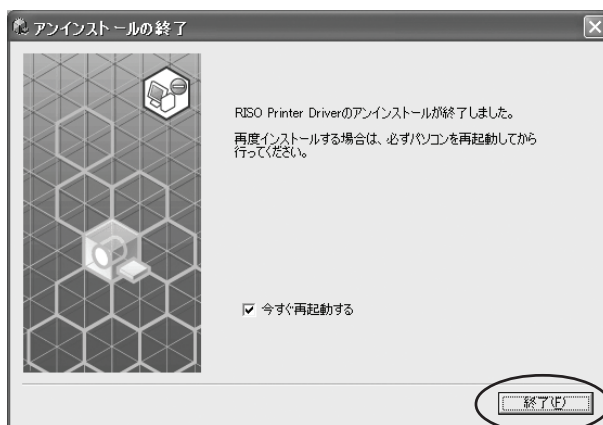 アンインストールの終了
RISO Printer Driverのアンインストールが終了しました。
再度インストールする場合は、必ずパソコンを再起動してから
行ってください。
今すぐ再起動する
終了(F)